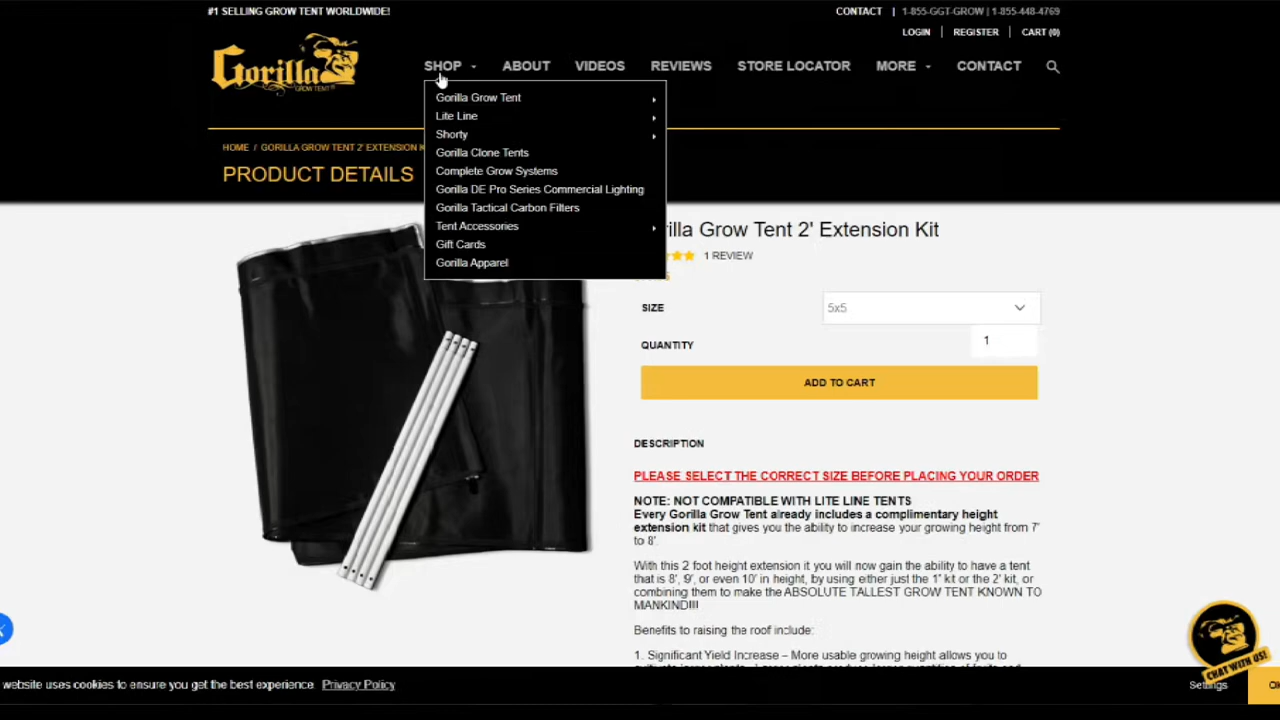 #1 SELLING GROW TENT WORLDWIDE!
CONTACT | 1-855-GGT-GROW | 1-855-448-4769
LOGIN | REGISTER | CART (0)
Gorilla
GROW TENT
SHOP ABOUT VIDEOS REVIEWS STORE LOCATOR MORE CONTACT
Gorilla Grow Tent
Lite Line
Shorty
Gorilla Clone Tents
Complete Grow Systems
Gorilla DE Pro Series Commercial Lighting
Gorilla Tactical Carbon Filters
Tent Accessories
Gift Cards
Gorilla Apparel
HOME / GORILLA GROW TENT 2' EXTENSION K
PRODUCT DETAILS
rilla Grow Tent 2' Extension Kit
1 REVIEW
SIZE
5x5
QUANTITY
1
ADD TO CART
DESCRIPTION
PLEASE SELECT THE CORRECT SIZE BEFORE PLACING YOUR ORDER
NOTE: NOT COMPATIBLE WITH LITE LINE TENTS
Every Gorilla Grow Tent already includes a complimentary height
extension kit that gives you the ability to increase your growing height from 7'
to 8'.
With this 2 foot height extension it you will now gain the ability to have a tent
that is 8', 9', or even 10' in height, by using either just the 1' kit or the 2' kit, or
combining them to make the ABSOLUTE TALLEST GROW TENT KNOWN TO
MANKIND!!!
Benefits to raising the roof include:
1. Significant Yield Increase – More usable growing height allows you to
CHAT WITH US!
website uses cookies to ensure you get the best experience. Privacy Policy
Settings